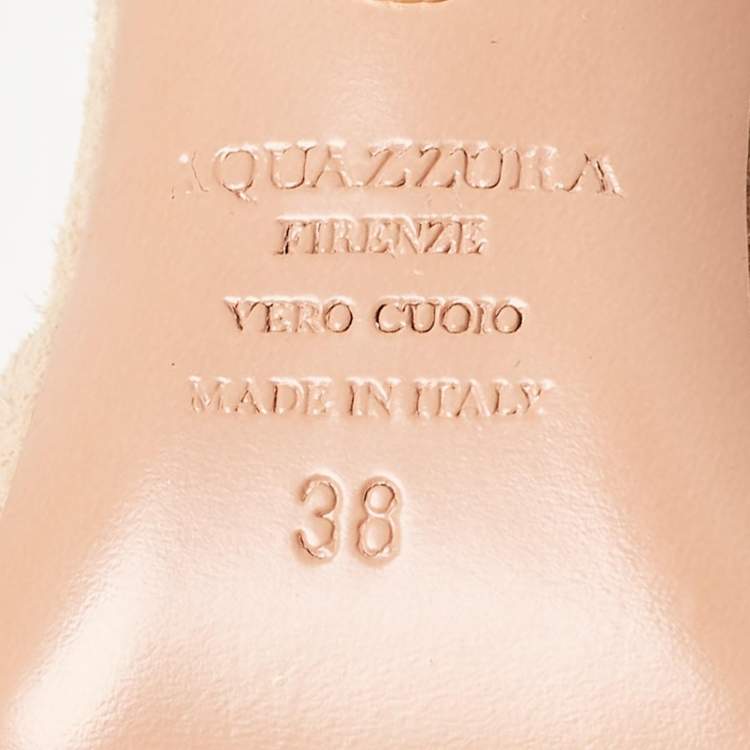 AQUAZZURA
FIRENZE
VERO CUOIO
MADE IN ITALY
38